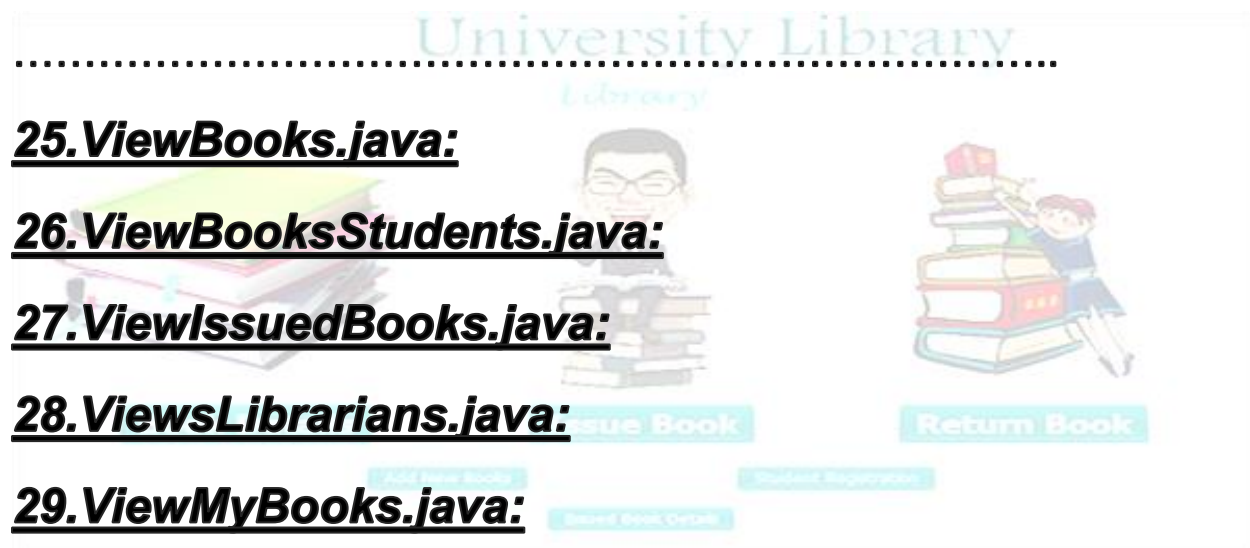 University Library
........................................................................
Library
25.ViewBooks.java:
26.ViewBooksStudents.java:
27.ViewIssuedBooks.java:
28.ViewsLibrarians.java:
ssue Book
Return Book
Add New Books
Student Registration
29.ViewMyBooks.java:
Issued Book Details